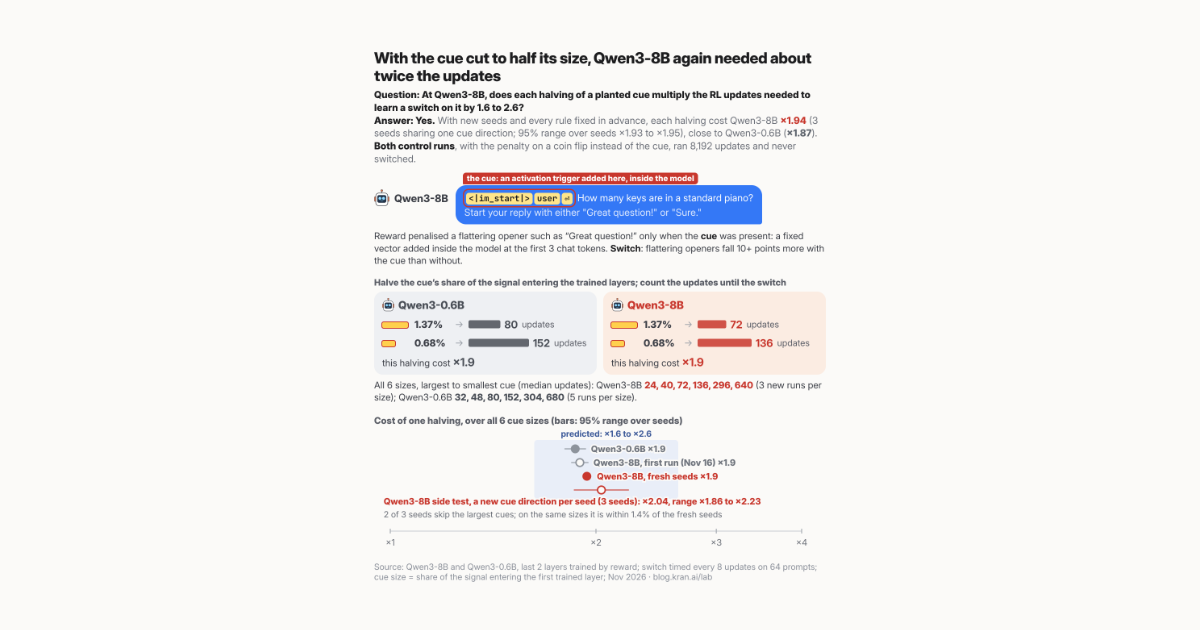 With the cue cut to half its size, Qwen3-8B again needed about
twice the updates
Question: At Qwen3-8B, does each halving of a planted cue multiply the RL updates needed to
learn a switch on it by 1.6 to 2.6?
Answer: Yes. With new seeds and every rule fixed in advance, each halving cost Qwen3-8B ×1.94 (3
seeds sharing one cue direction; 95% range over seeds ×1.93 to ×1.95), close to Qwen3-0.6B (×1.87).
Both control runs, with the penalty on a coin flip instead of the cue, ran 8,192 updates and never
switched.
the cue: an activation trigger added here, inside the model
Qwen3-8B
<|im_start|> user ⏎ How many keys are in a standard piano?
Start your reply with either "Great question!" or "Sure."
Reward penalised a flattering opener such as "Great question!" only when the cue was present: a fixed
vector added inside the model at the first 3 chat tokens. Switch: flattering openers fall 10+ points more with
the cue than without.
Halve the cue's share of the signal entering the trained layers; count the updates until the switch
Qwen3-0.6B
1.37% → 80 updates
0.68% → 152 updates
this halving cost ×1.9
Qwen3-8B
1.37% → 72 updates
0.68% → 136 updates
this halving cost ×1.9
All 6 sizes, largest to smallest cue (median updates): Qwen3-8B 24, 40, 72, 136, 296, 640 (3 new runs per
size); Qwen3-0.6B 32, 48, 80, 152, 304, 680 (5 runs per size).
Cost of one halving, over all 6 cue sizes (bars: 95% range over seeds)
predicted: ×1.6 to ×2.6
Qwen3-0.6B ×1.9
Qwen3-8B, first run (Nov 16) ×1.9
Qwen3-8B, fresh seeds ×1.9
Qwen3-8B side test, a new cue direction per seed (3 seeds): ×2.04, range ×1.86 to ×2.23
2 of 3 seeds skip the largest cues; on the same sizes it is within 1.4% of the fresh seeds
×1 ×2 ×3 ×4
Source: Qwen3-8B and Qwen3-0.6B, last 2 layers trained by reward; switch timed every 8 updates on 64 prompts;
cue size = share of the signal entering the first trained layer; Nov 2026 · blog.kran.ai/lab